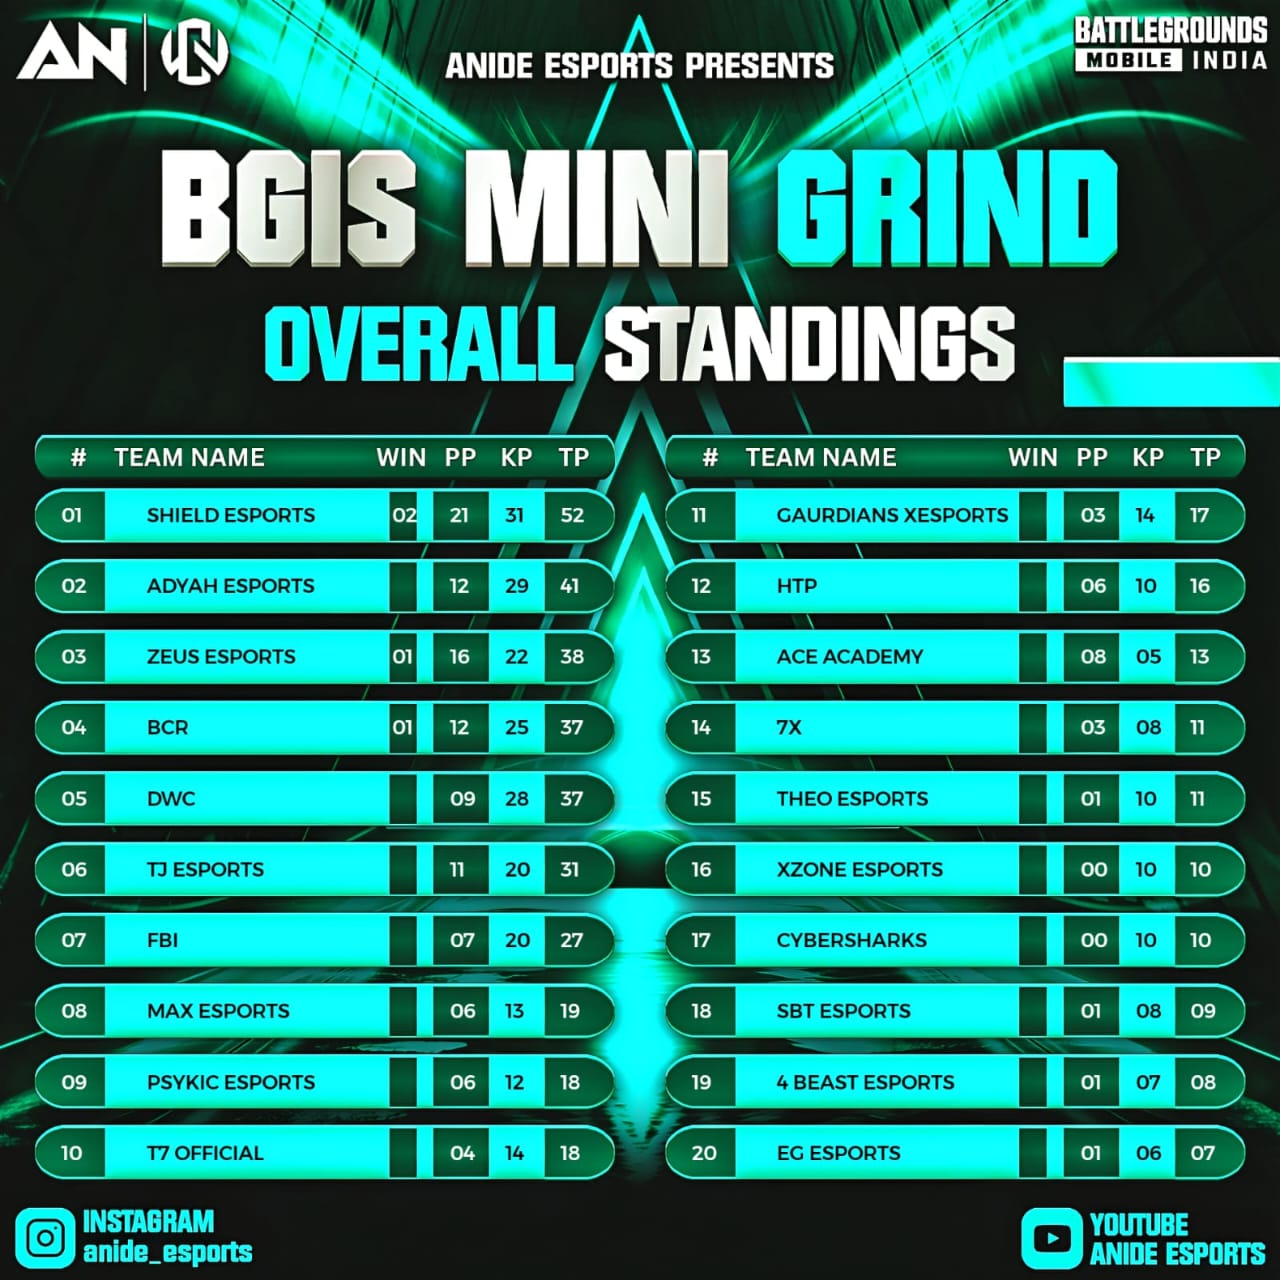 AN
ANIDE ESPORTS PRESENTS
BATTLEGROUNDS
MOBILE INDIA
BGIS MINI GRIND
OVERALL STANDINGS
# TEAM NAME WIN PP KP TP
01 SHIELD ESPORTS 02 21 31 52
02 ADYAH ESPORTS 12 29 41
03 ZEUS ESPORTS 01 16 22 38
04 BCR 01 12 25 37
05 DWC 09 28 37
06 TJ ESPORTS 11 20 31
07 FBI 07 20 27
08 MAX ESPORTS 06 13 19
09 PSYKIC ESPORTS 06 12 18
10 T7 OFFICIAL 04 14 18
# TEAM NAME WIN PP KP TP
11 GAURDIANS XESPORTS 03 14 17
12 HTP 06 10 16
13 ACE ACADEMY 08 05 13
14 7X 03 08 11
15 THEO ESPORTS 01 10 11
16 XZONE ESPORTS 00 10 10
17 CYBERSHARKS 00 10 10
18 SBT ESPORTS 01 08 09
19 4 BEAST ESPORTS 01 07 08
20 EG ESPORTS 01 06 07
INSTAGRAM
anide_esports
YOUTUBE
ANIDE ESPORTS